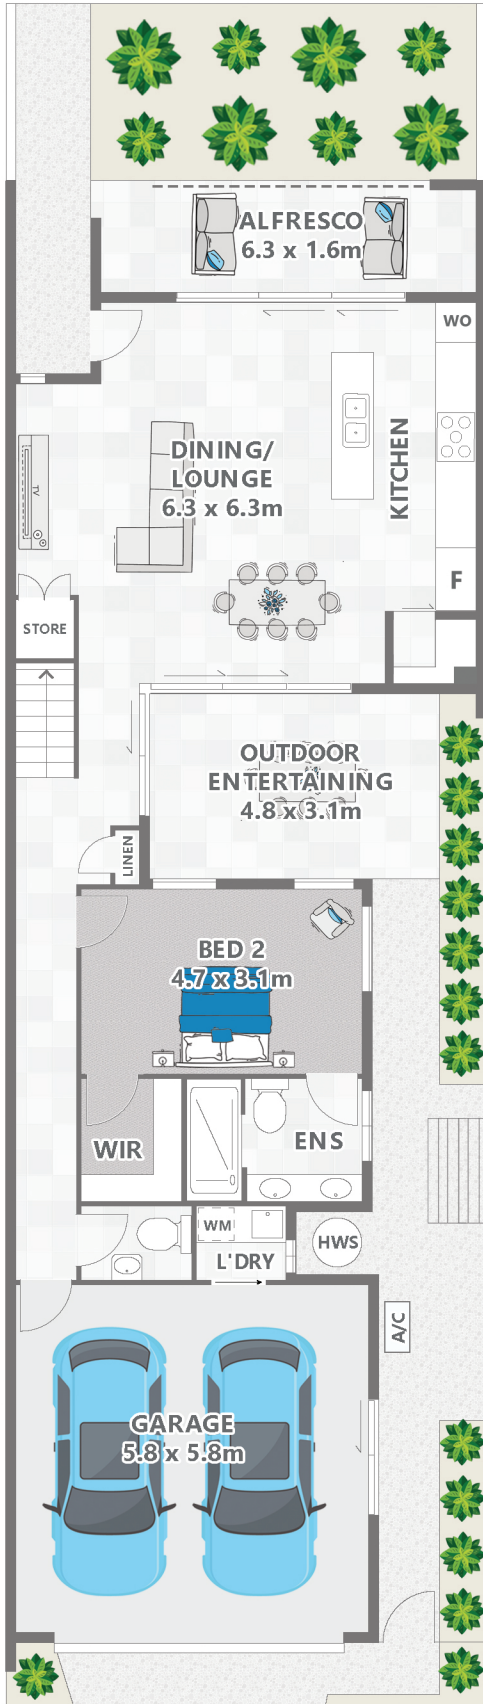 ALFRESCO
6.3 x 1.6m
WO
DINING/
LOUNGE
6.3 x 6.3m
KITCHEN
TV
F
STORE
OUTDOOR
ENTERTAINING
4.8 x 3.1m
LINEN
BED 2
4.7 x 3.1m
WIR
ENS
WM
L'DRY
HWS
A/C
GARAGE
5.8 x 5.8m